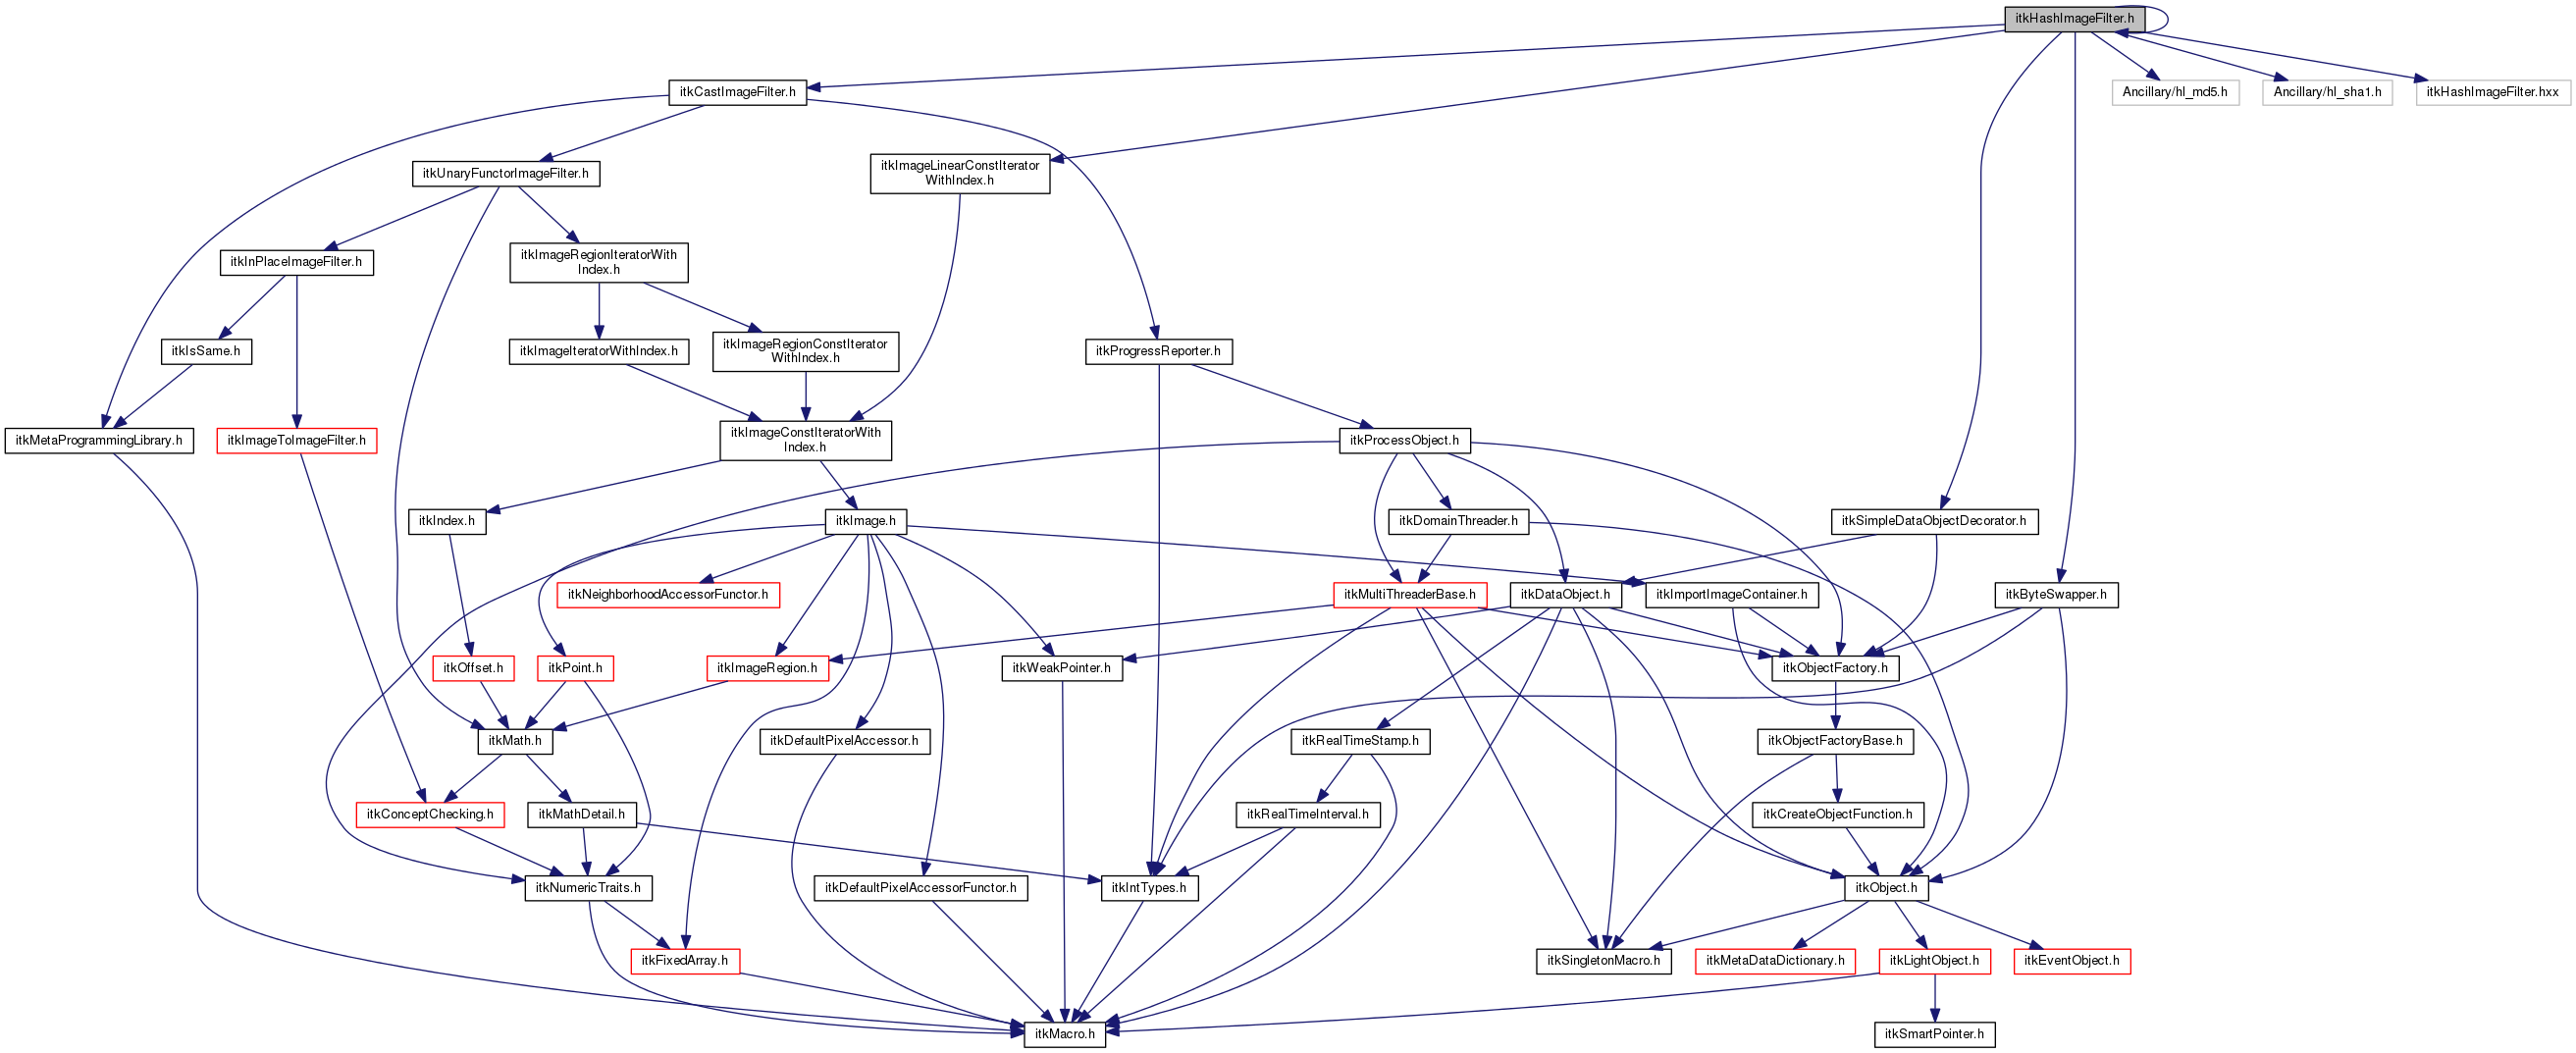 itkHashImageFilter.h
itkCastImageFilter.h
Ancillary/hl_md5.h
Ancillary/hl_sha1.h
itkHashImageFilter.hxx
itkUnaryFunctorImageFilter.h
itkImageLinearConstIterator
WithIndex.h
itkInPlaceImageFilter.h
itkImageRegionIteratorWith
Index.h
itkIsSame.h
itkImageIteratorWithIndex.h
itkImageRegionConstIterator
WithIndex.h
itkProgressReporter.h
itkMetaProgrammingLibrary.h
itkImageToImageFilter.h
itkImageConstIteratorWith
Index.h
itkProcessObject.h
itkIndex.h
itkImage.h
itkDomainThreader.h
itkSimpleDataObjectDecorator.h
itkNeighborhoodAccessorFunctor.h
itkMultiThreaderBase.h
itkDataObject.h
itkImportImageContainer.h
itkByteSwapper.h
itkOffset.h
itkPoint.h
itkImageRegion.h
itkWeakPointer.h
itkObjectFactory.h
itkMath.h
itkDefaultPixelAccessor.h
itkRealTimeStamp.h
itkObjectFactoryBase.h
itkConceptChecking.h
itkMathDetail.h
itkRealTimeInterval.h
itkCreateObjectFunction.h
itkNumericTraits.h
itkDefaultPixelAccessorFunctor.h
itkIntTypes.h
itkObject.h
itkFixedArray.h
itkSingletonMacro.h
itkMetaDataDictionary.h
itkLightObject.h
itkEventObject.h
itkMacro.h
itkSmartPointer.h